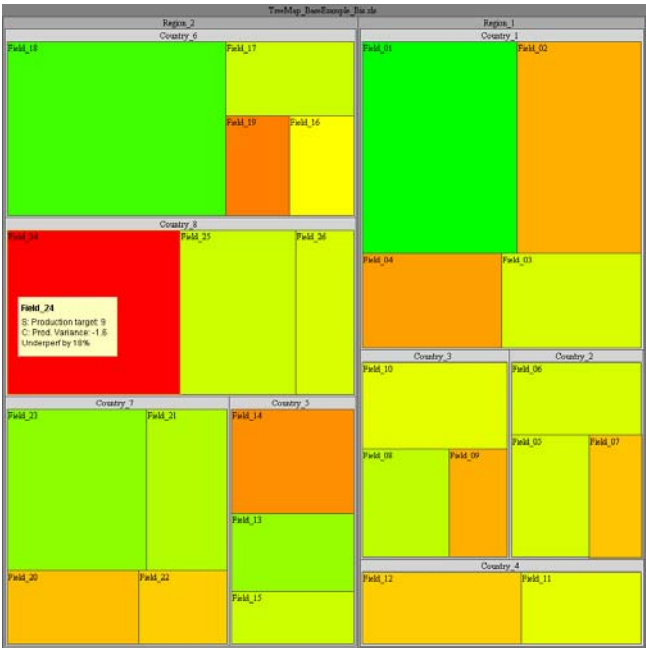 TreeMap_BaseExample_Biz.xls
Region_2
Region_1
Country_6
Country_1
Field_18
Field_17
Field_01
Field_02
Field_19
Field_16
Country_8
Field_24
Field_25
Field_26
Field_04
Field_03
Field_24
S: Production target: 9
C: Prod. Variance: -1.6
Underperf by 18%
Country_3
Country_2
Field_10
Field_06
Country_7
Country_5
Field_23
Field_21
Field_14
Field_08
Field_09
Field_05
Field_07
Field_13
Country_4
Field_20
Field_22
Field_12
Field_11
Field_15